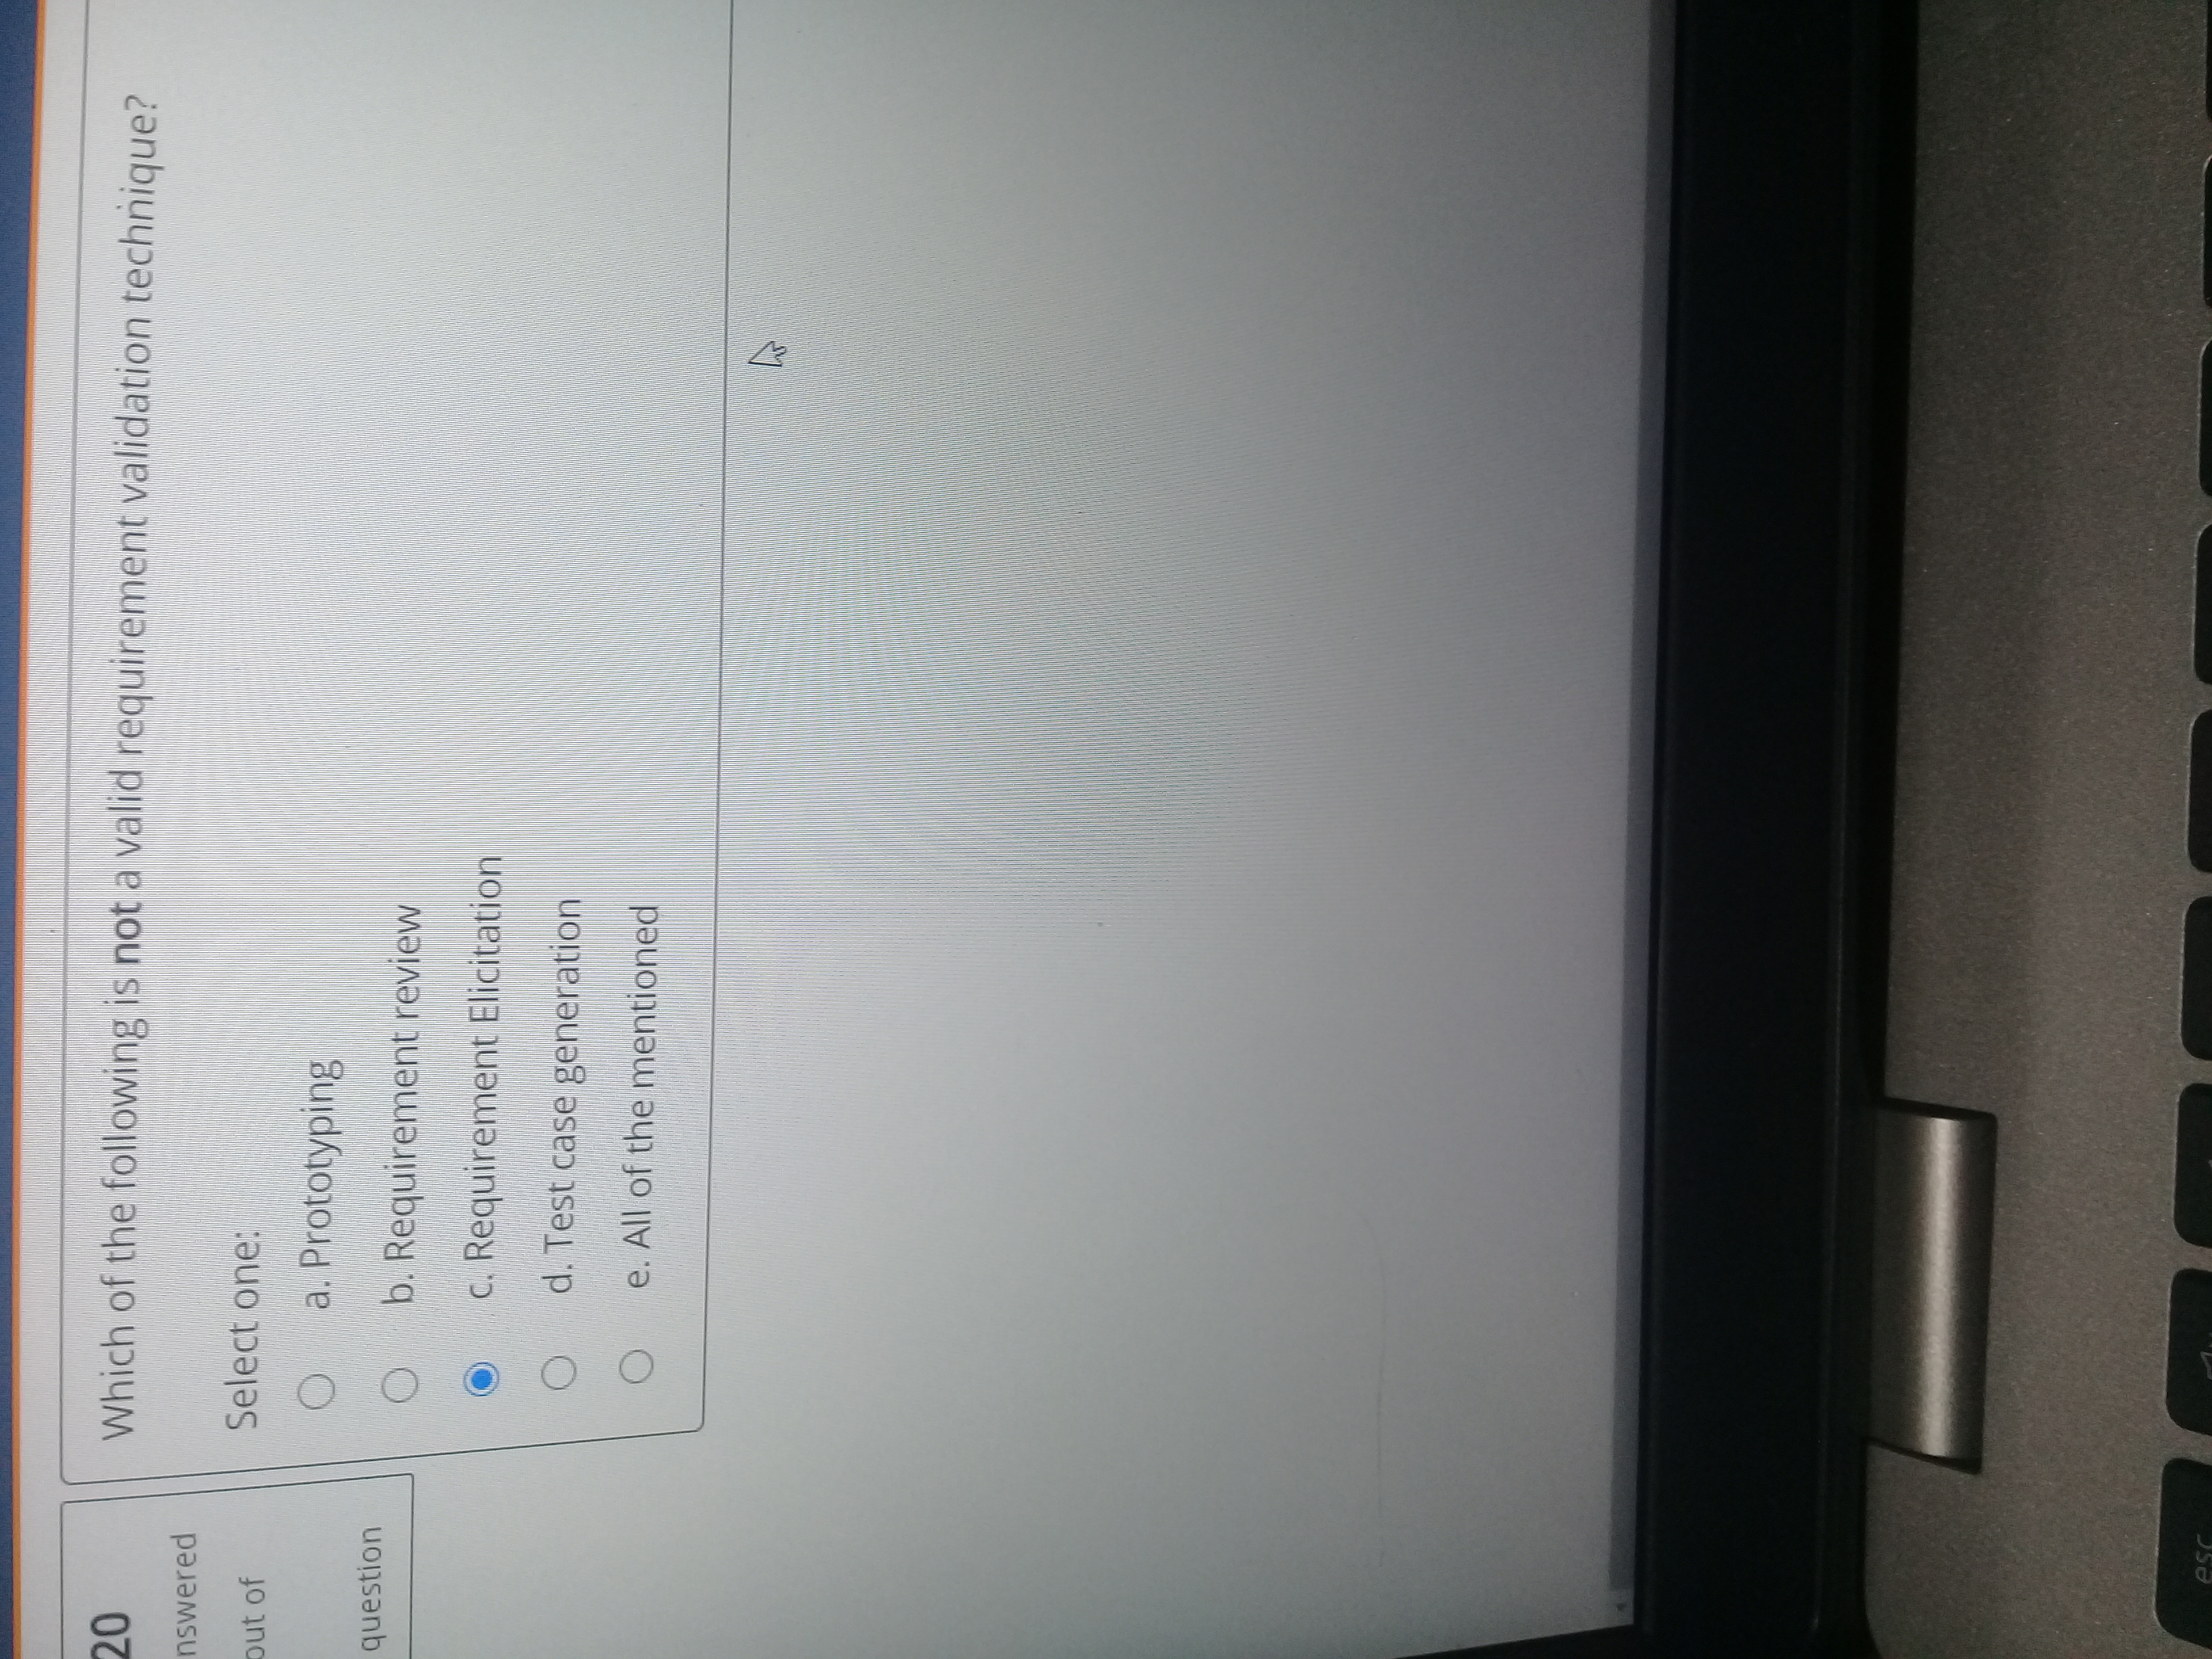 20
nswered
out of
question
Which of the following is not a valid requirement validation technique?
Select one:
a. Prototyping
b. Requirement review
c. Requirement Elicitation
d. Test case generation
e. All of the mentioned
esc